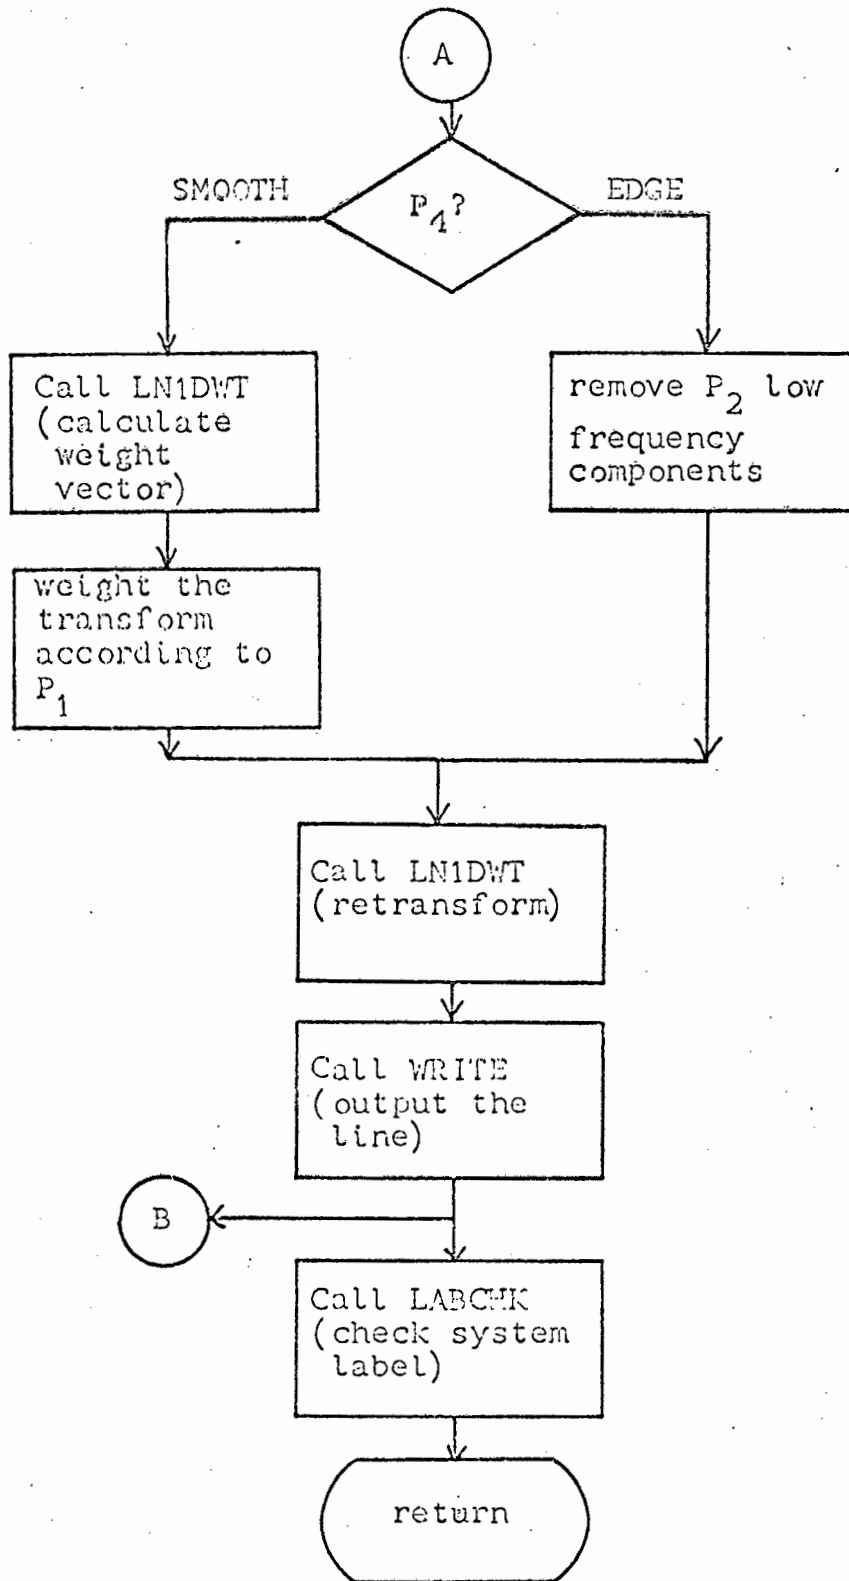 A
P₄?
SMOOTH
EDGE
Call LN1DWT
(calculate
weight
vector)
remove P₂ low
frequency
components
weight the
transform
according to
P₁
Call LN1DWT
(retransform)
Call WRITE
(output the
line)
B
Call LABCHK
(check system
label)
return